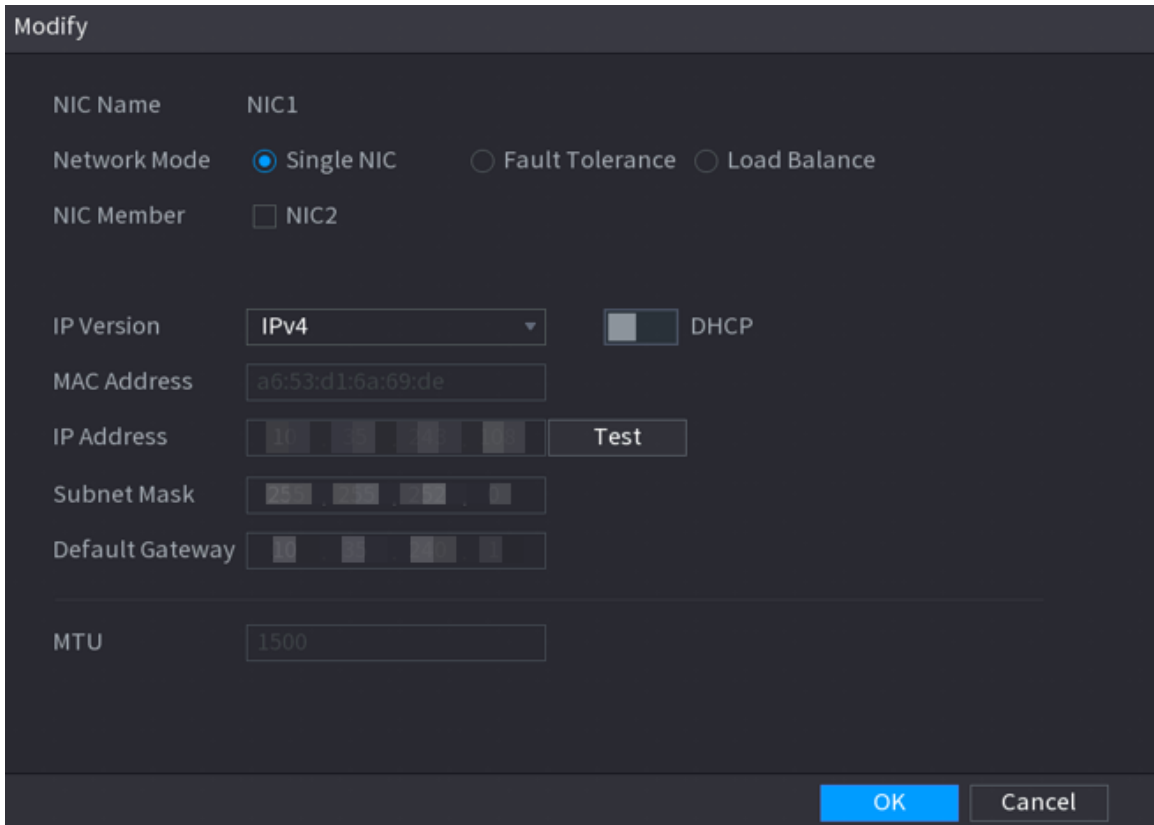 Modify
NIC Name NIC1
Network Mode Single NIC Fault Tolerance Load Balance
NIC Member NIC2
IP Version IPv4 DHCP
MAC Address a6:53:d1:6a:69:de
IP Address Test
Subnet Mask
Default Gateway
MTU 1500
OK Cancel